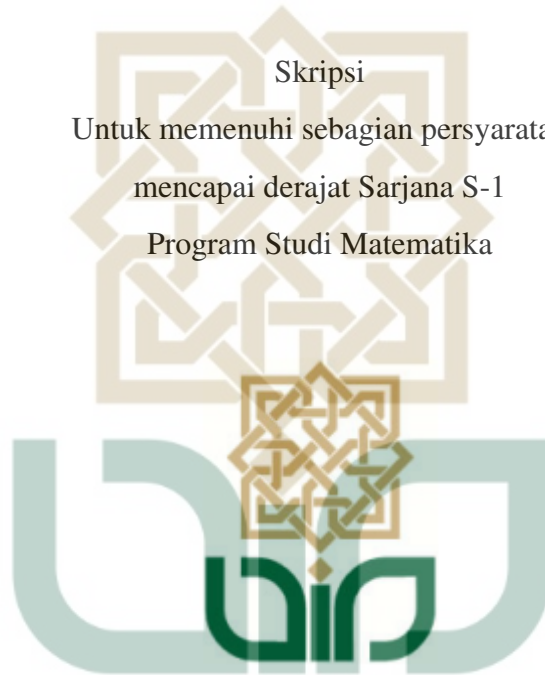 Skripsi
Untuk memenuhi sebagian persyarata
mencapai derajat Sarjana S-1
Program Studi Matematika